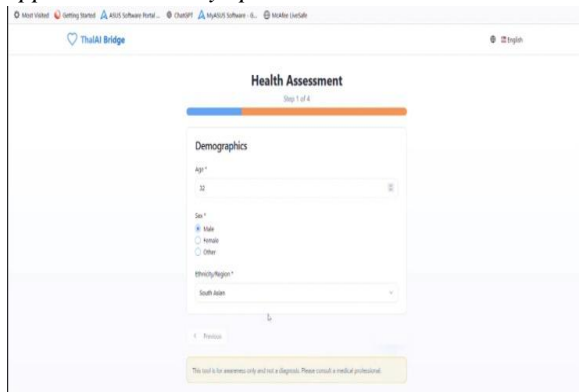 Most Visited Getting Started ASUS Software Portal ... ChatGPT MyASUS Software - G... McAfee LiveSafe
ThalAI Bridge English
Health Assessment
Step 1 of 4
Demographics
Age *
32
Sex *
Male
Female
Other
Ethnicity/Region *
South Asian
Previous
This tool is for awareness only and not a diagnosis. Please consult a medical professional.